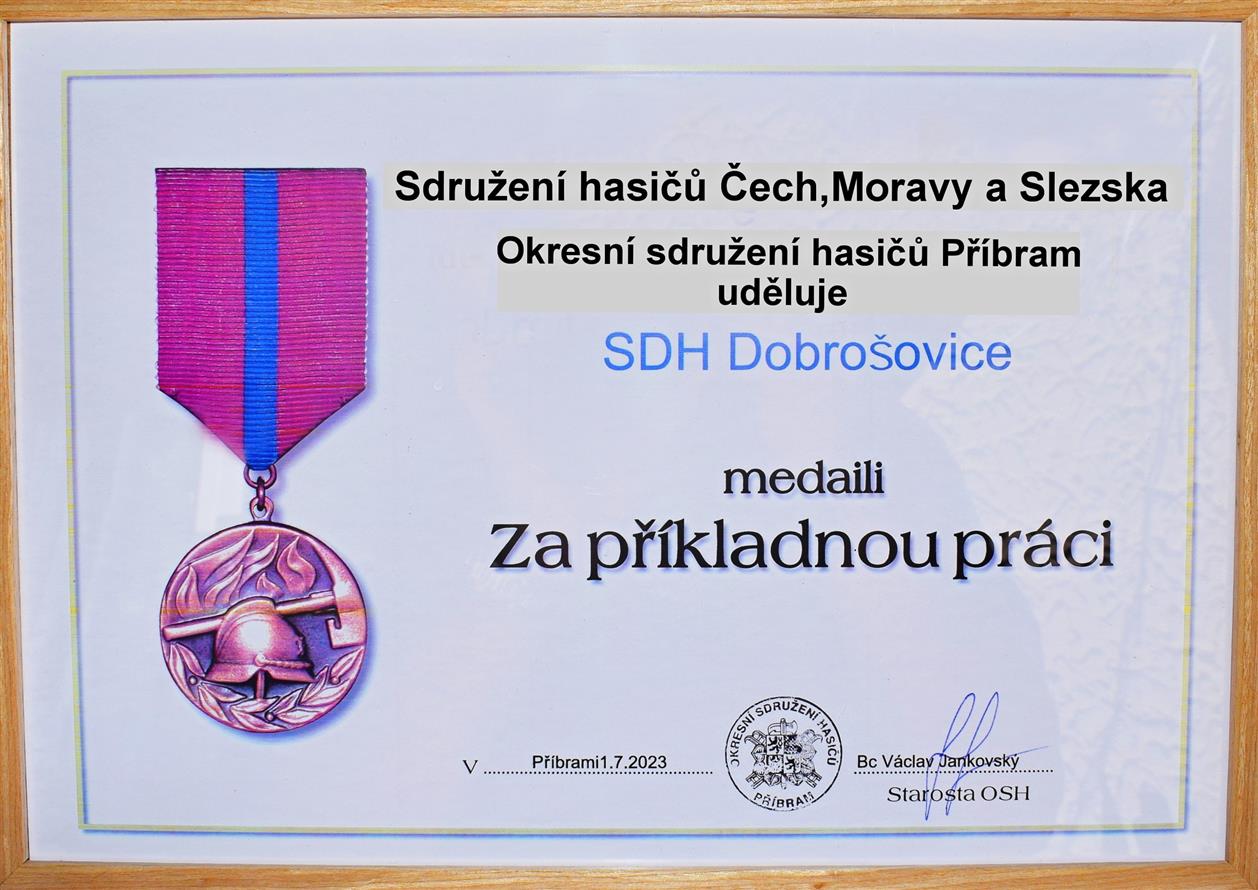 Sdružení hasičů Čech,Moravy a Slezska
Okresní sdružení hasičů Příbram
uděluje
SDH Dobrošovice
medaili
Za příkladnou práci
V Příbrami1.7.2023
OKRESNÍ SDRUŽENÍ HASIČŮ
PŘÍBRAM
Bc Václav Jankovský
Starosta OSH